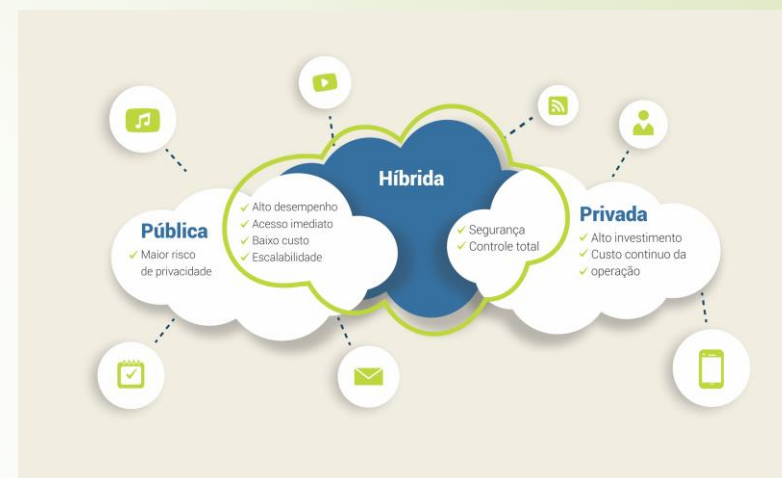 Híbrida
Pública
Maior risco
de privacidade
Alto desempenho
Acesso imediato
Baixo custo
Escalabilidade
Segurança
Controle total
Privada
Alto investimento
Custo continuo da
operação